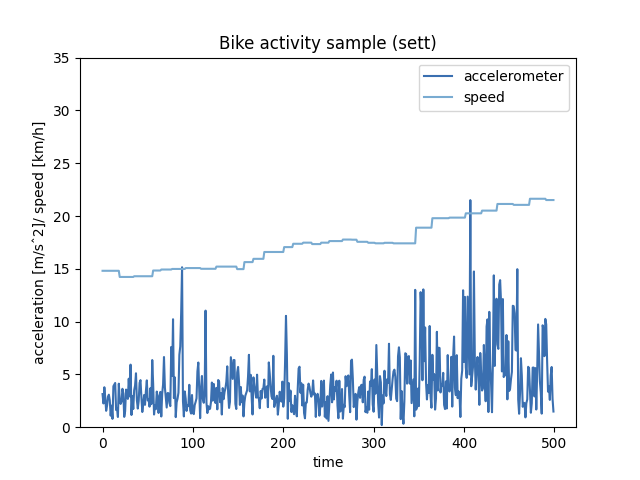 Bike activity sample (sett)
accelerometer
speed
acceleration [m/s^2]/ speed [km/h]
35
30
25
20
15
10
5
0
0 100 200 300 400 500
time